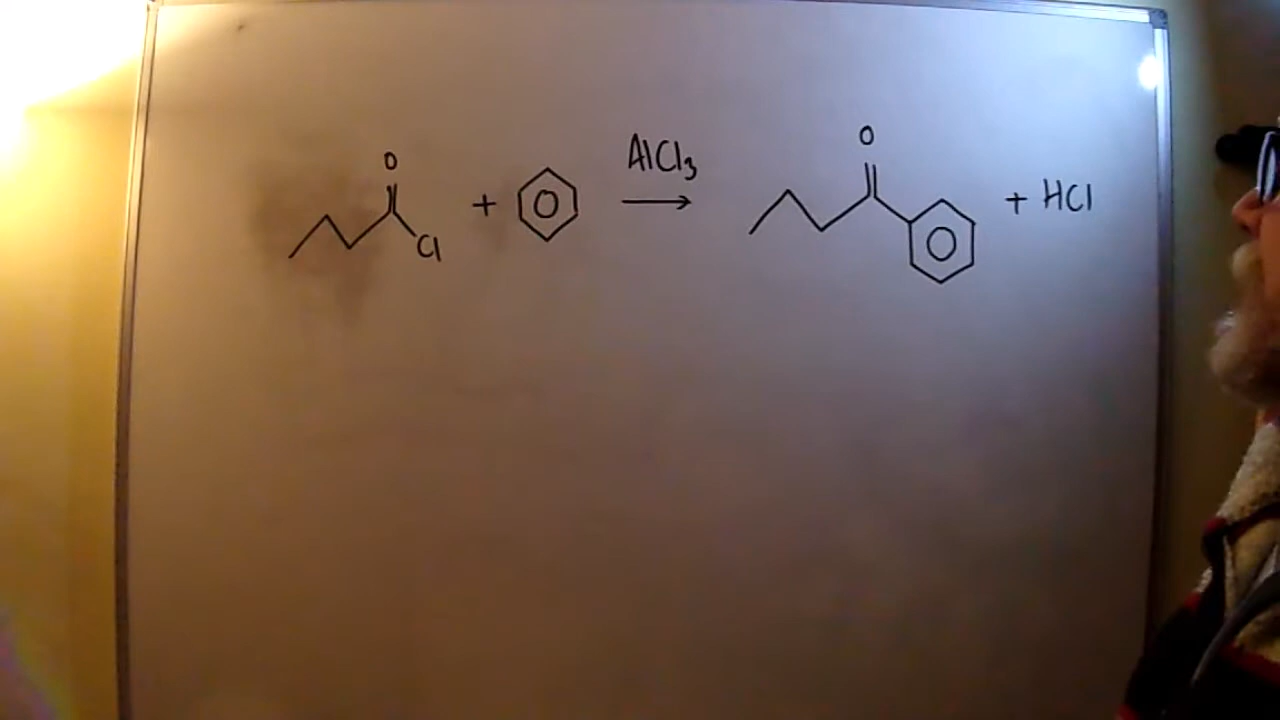 O O
Cl + AlCl₃ → + HCl